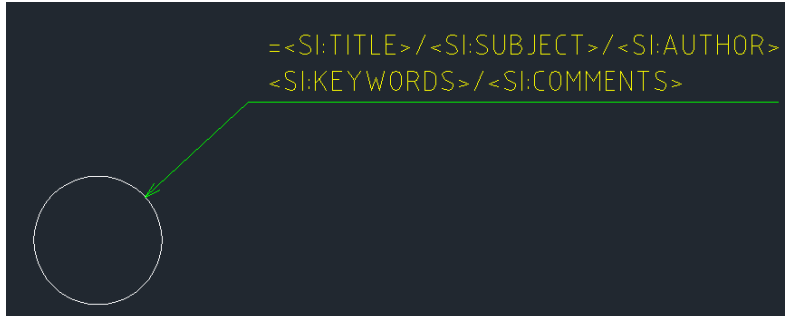 =<SI:TITLE>/<SI:SUBJECT>/<SI:AUTHOR>
<SI:KEYWORDS>/<SI:COMMENTS>